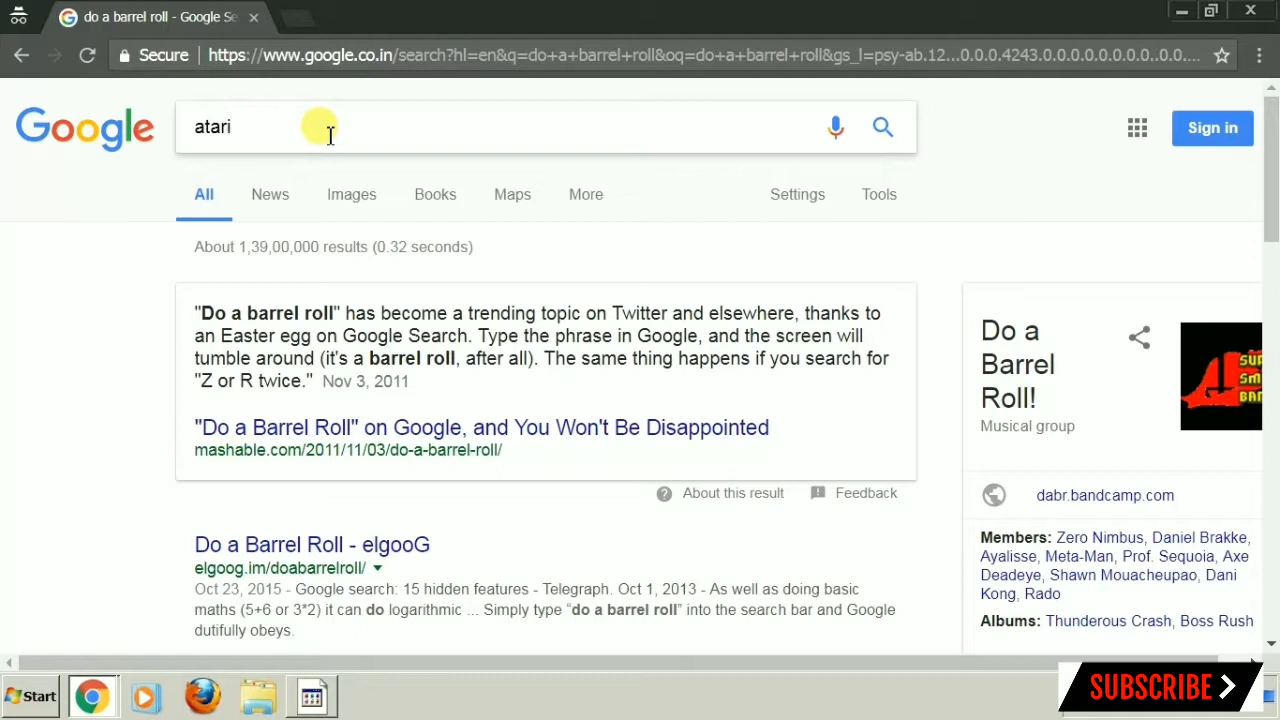 do a barrel roll - Google Se
Secure https://www.google.co.in/search?hl=en&q=do+a+barrel+roll&oq=do+a+barrel+roll&gs_l=psy-ab.12...0.0.0.4243.0.0.0.0.0.0.0.0..0.0....
Google
atari
Sign in
All News Images Books Maps More Settings Tools
About 1,39,00,000 results (0.32 seconds)
"Do a barrel roll" has become a trending topic on Twitter and elsewhere, thanks to
an Easter egg on Google Search. Type the phrase in Google, and the screen will
tumble around (it's a barrel roll, after all). The same thing happens if you search for
"Z or R twice." Nov 3, 2011
"Do a Barrel Roll" on Google, and You Won't Be Disappointed
mashable.com/2011/11/03/do-a-barrel-roll/
About this result Feedback
Do a Barrel Roll - elgooG
elgoog.im/doabarrelroll/
Oct 23, 2015 - Google search: 15 hidden features - Telegraph. Oct 1, 2013 - As well as doing basic
maths (5+6 or 3*2) it can do logarithmic ... Simply type "do a barrel roll" into the search bar and Google
dutifully obeys.
Do a
Barrel
Roll!
Musical group
dabr.bandcamp.com
Members: Zero Nimbus, Daniel Brakke,
Ayalisse, Meta-Man, Prof. Sequoia, Axe
Deadeye, Shawn Mouacheupao, Dani
Kong, Rado
Albums: Thunderous Crash, Boss Rush
Start
SUBSCRIBE